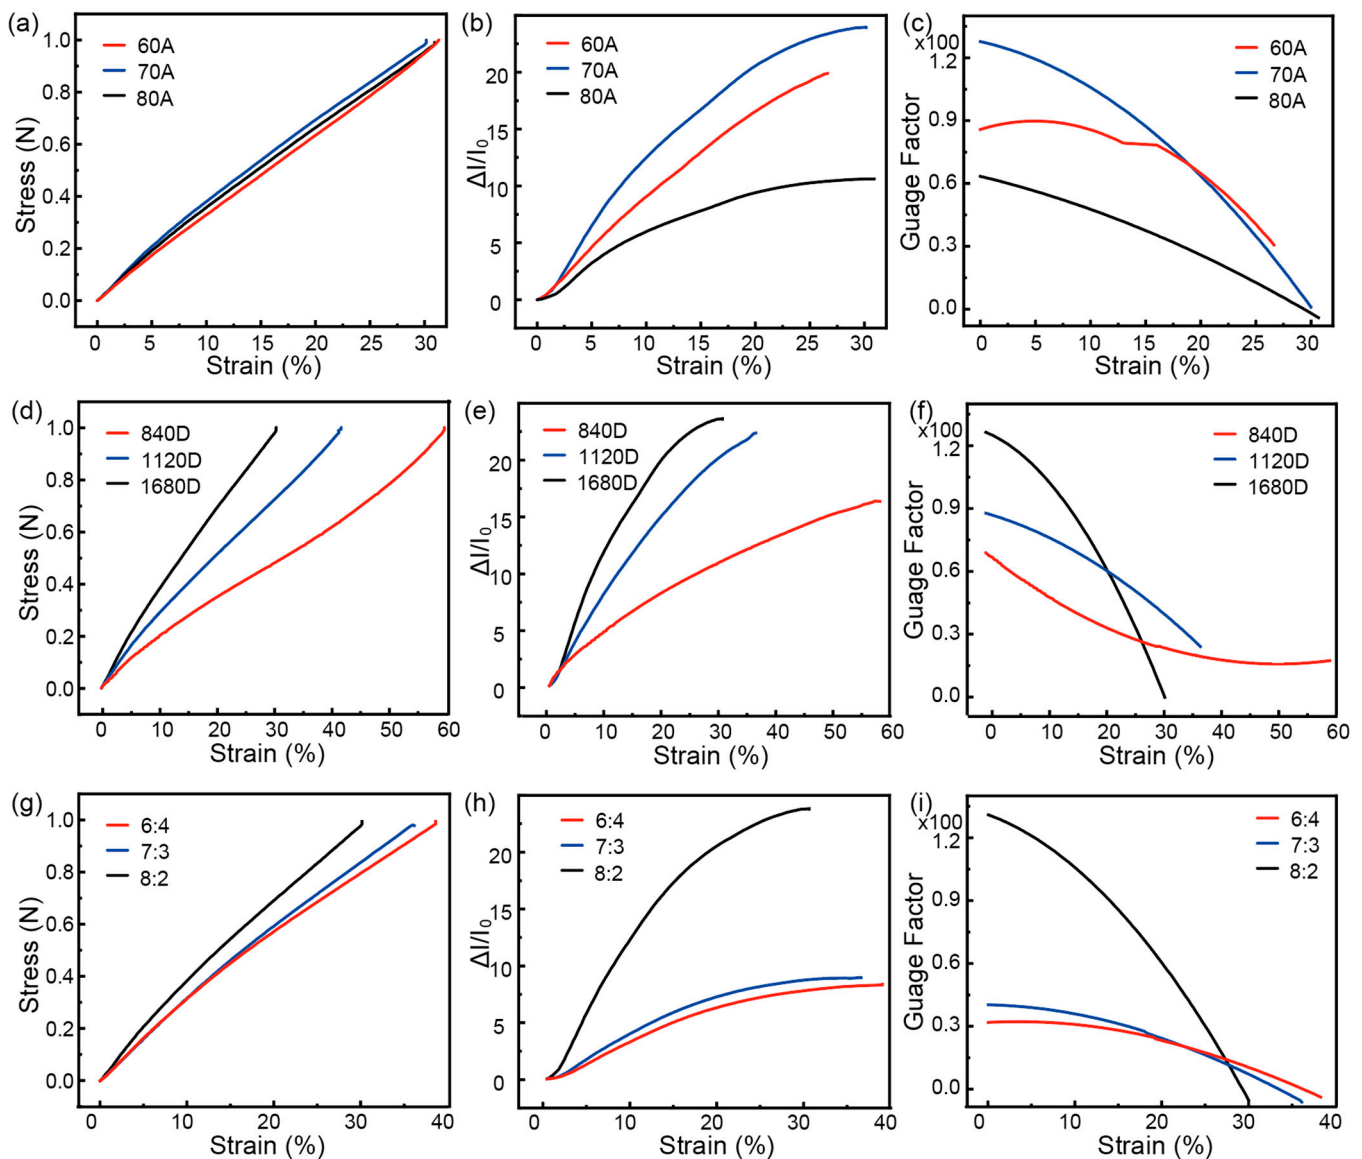 (a)
60A
70A
80A
Stress (N)
1.0
0.8
0.6
0.4
0.2
0.0
0 5 10 15 20 25 30
Strain (%)
(b)
60A
70A
80A
ΔI/I0
20
15
10
5
0
0 5 10 15 20 25 30
Strain (%)
(c)
x100
60A
70A
80A
Guage Factor
1.2
0.9
0.6
0.3
0.0
0 5 10 15 20 25 30
Strain (%)
(d)
840D
1120D
1680D
Stress (N)
1.0
0.8
0.6
0.4
0.2
0.0
0 10 20 30 40 50 60
Strain (%)
(e)
840D
1120D
1680D
ΔI/I0
20
15
10
5
0
0 10 20 30 40 50 60
Strain (%)
(f)
x100
840D
1120D
1680D
Guage Factor
1.2
0.9
0.6
0.3
0.0
0 10 20 30 40 50 60
Strain (%)
(g)
6:4
7:3
8:2
Stress (N)
1.0
0.8
0.6
0.4
0.2
0.0
0 10 20 30 40
Strain (%)
(h)
6:4
7:3
8:2
ΔI/I0
20
15
10
5
0
0 10 20 30 40
Strain (%)
(i)
x100
6:4
7:3
8:2
Guage Factor
1.2
0.9
0.6
0.3
0.0
0 10 20 30 40
Strain (%)